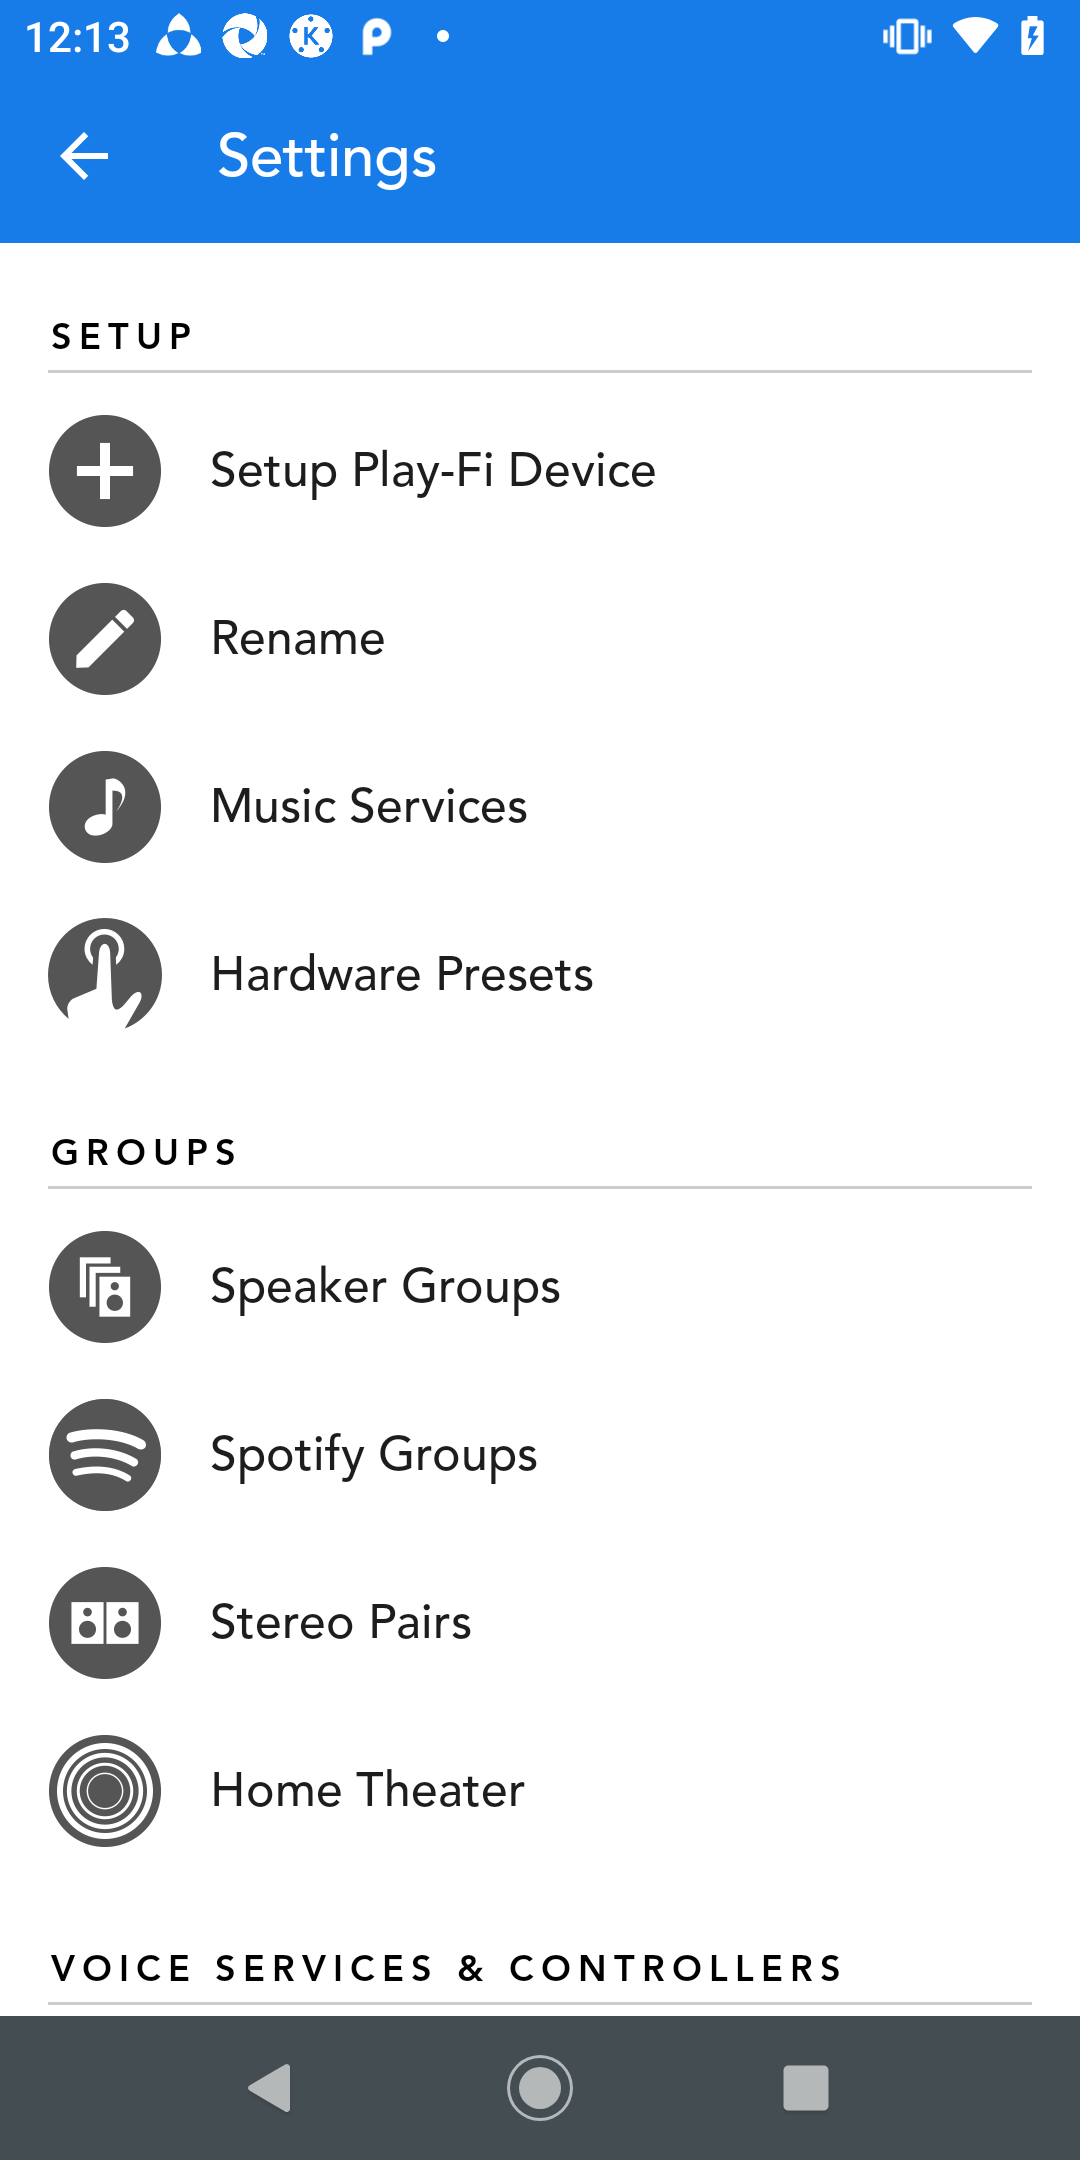 12:13
Settings
SETUP
Setup Play-Fi Device
Rename
Music Services
Hardware Presets
GROUPS
Speaker Groups
Spotify Groups
Stereo Pairs
Home Theater
VOICE SERVICES & CONTROLLERS